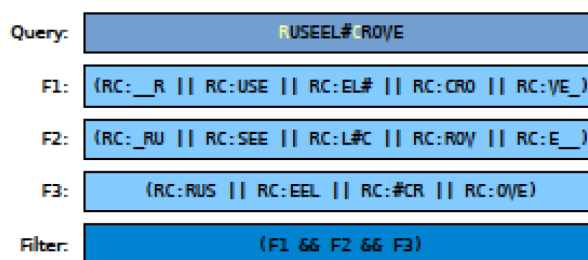 Query: RUSEEL#CROVE
F1: (RC:__R || RC:USE || RC:EL# || RC:CRO || RC:VE_)
F2: (RC:_RU || RC:SEE || RC:L#C || RC:ROV || RC:E__)
F3: (RC:RUS || RC:EEL || RC:#CR || RC:OVE)
Filter: (F1 && F2 && F3)